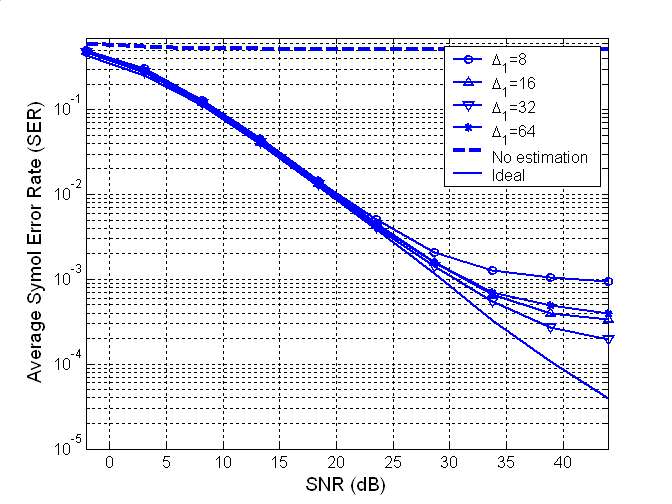 Δ1=8
Δ1=16
Δ1=32
Δ1=64
No estimation
Ideal
10-1
10-2
10-3
10-4
10-5
Average Symol Error Rate (SER)
0 5 10 15 20 25 30 35 40
SNR (dB)